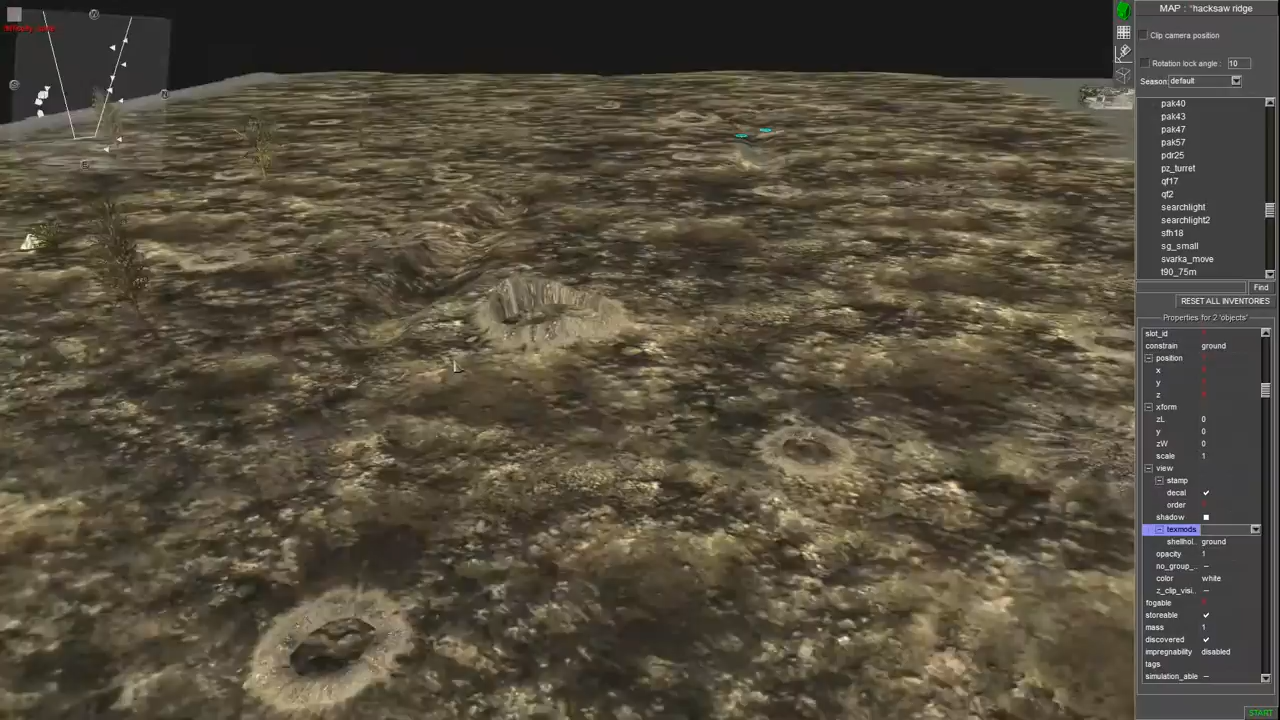 MAP : *hacksaw ridge
Clip camera position
Rotation lock angle : 10
Season: default
pak40
pak43
pak47
pak57
pdr25
pz_turret
qf17
qf2
searchlight
searchlight2
sfh18
sg_small
svarka_move
t90_75m
Find
RESET ALL INVENTORIES
Properties for 2 'objects'
slot_id
constrain ground
position
x
y
z
xform
zL 0
y 0
zW 0
scale 1
view
stamp
decal
order
shadow
texmods
shellhol.. ground
opacity 1
no_group_..
color white
z_clip_visi..
fogable
storeable
mass 1
discovered
impregnability disabled
tags
simulation_able
START